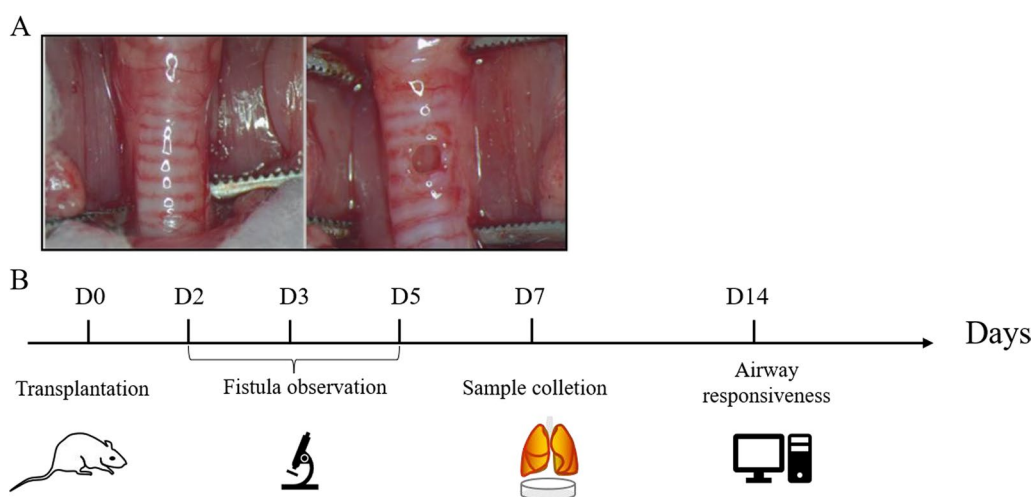 A
B
D0 D2 D3 D5 D7 D14
Days
Transplantation Fistula observation Sample colletion Airway
responsiveness